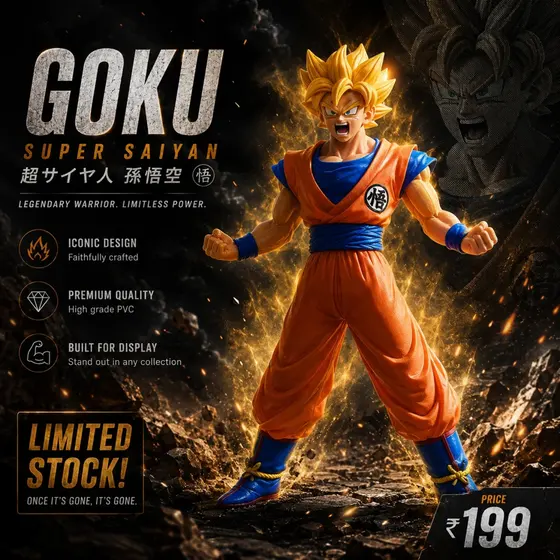 GOKU
SUPER SAIYAN
超サイヤ人 孫悟空 悟
LEGENDARY WARRIOR. LIMITLESS POWER.
ICONIC DESIGN
Faithfully crafted
PREMIUM QUALITY
High grade PVC
BUILT FOR DISPLAY
Stand out in any collection.
LIMITED
STOCK!
ONCE IT'S GONE, IT'S GONE.
悟
PRICE
₹199